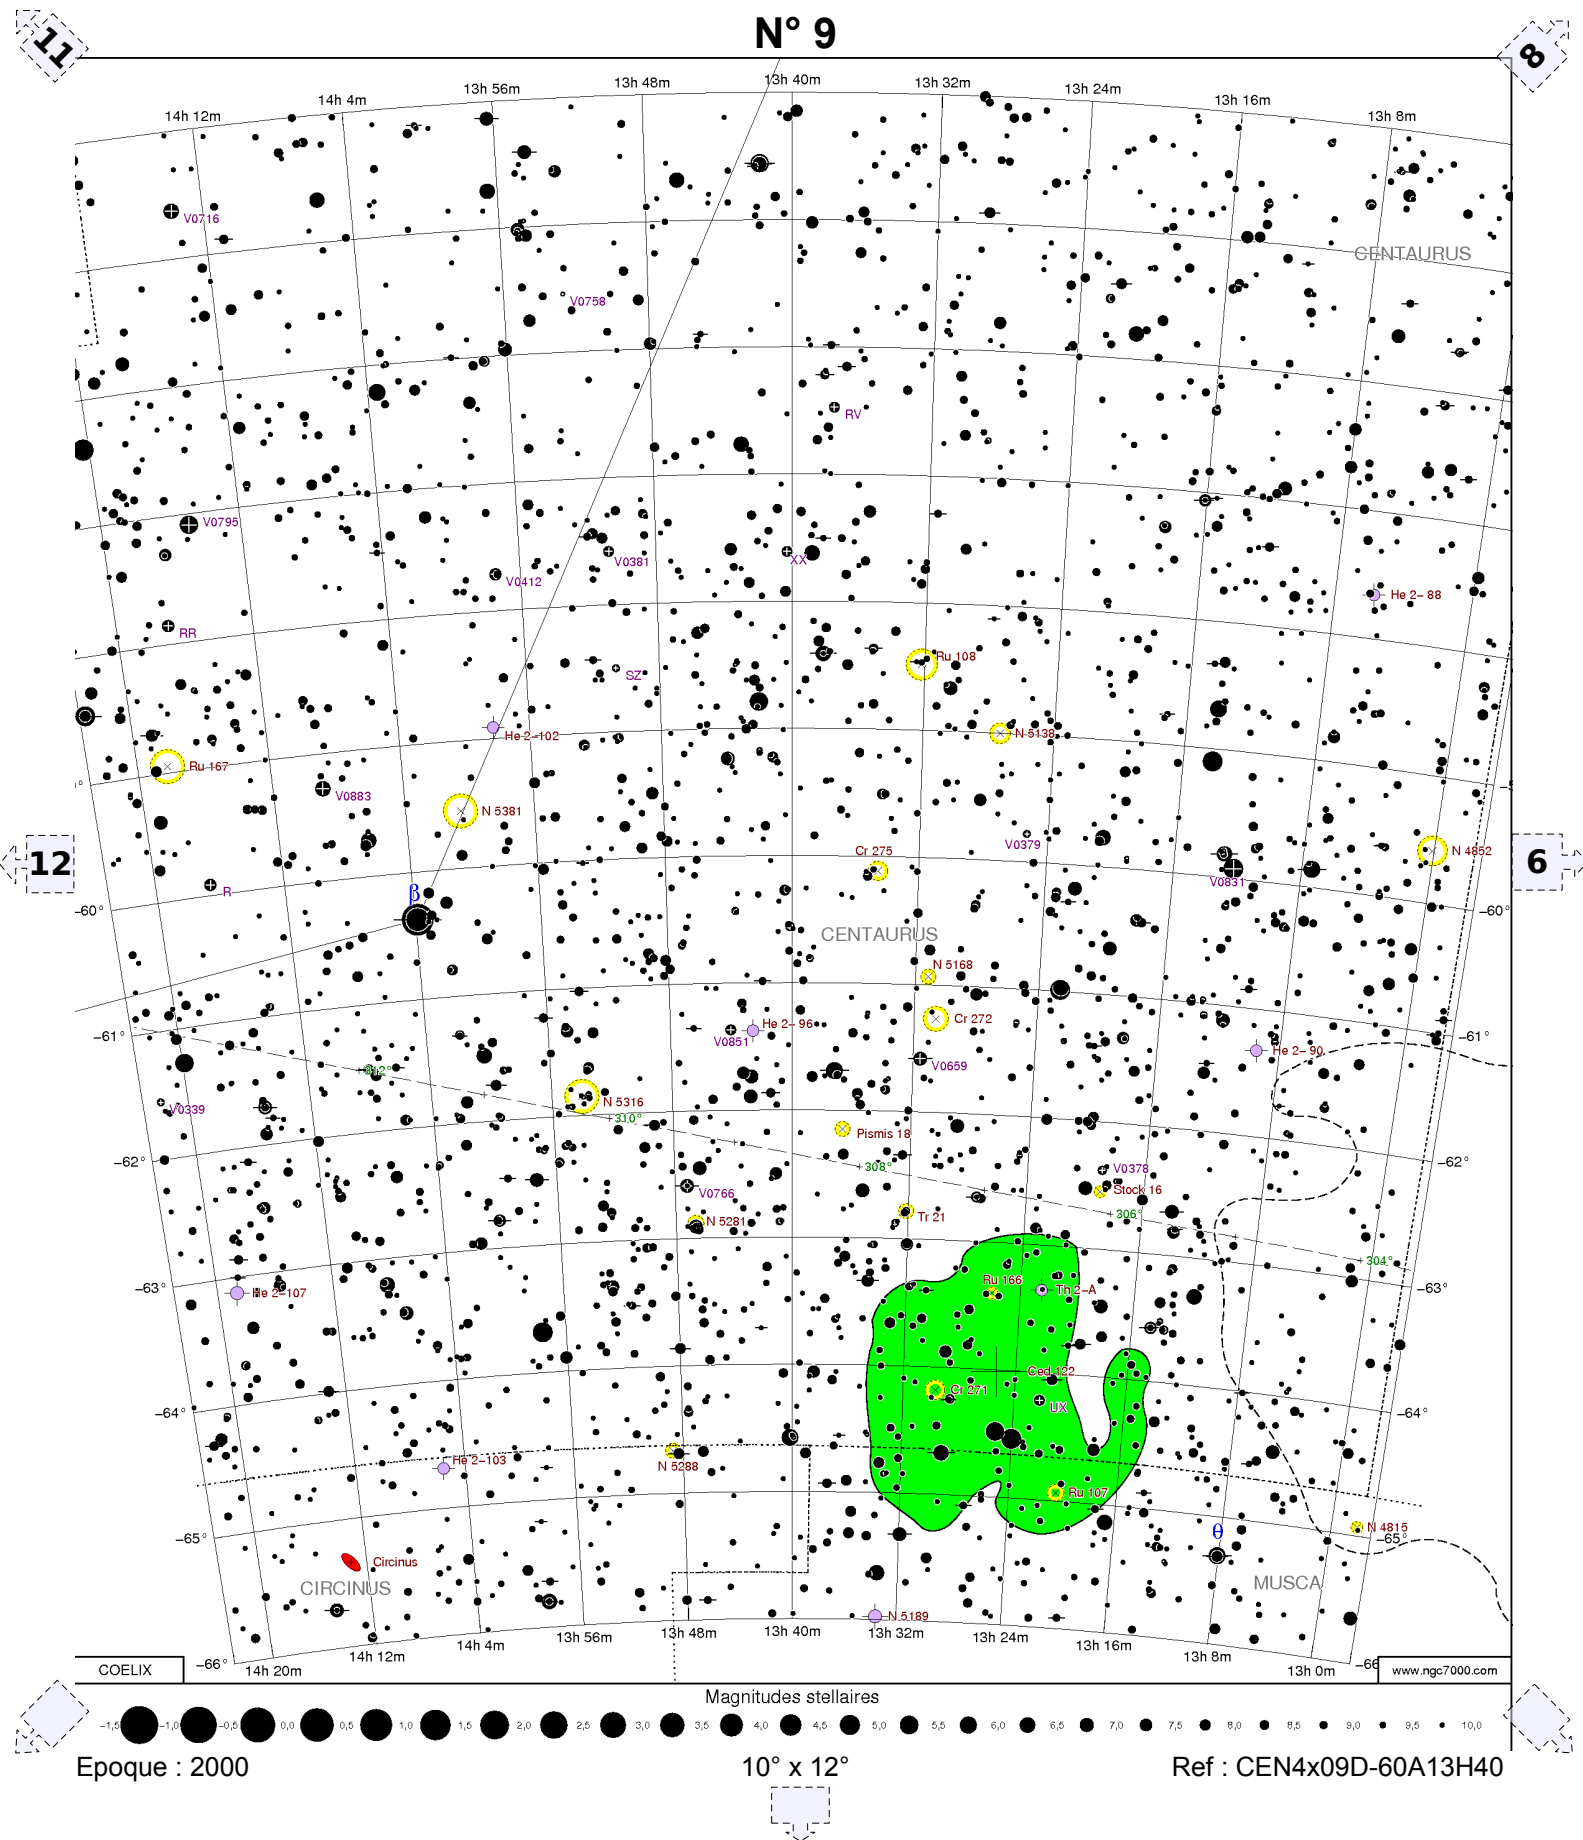 N° 9
11
8
13h 40m
13h 48m
13h 32m
13h 56m
13h 24m
14h 4m
13h 16m
14h 12m
13h 8m
V0716
CENTAURUS
V0758
RV
V0795
V0381
XX
V0412
He 2- 88
RR
Ru 108
SZ
He 2-102
N 5138
Ru 167
V0883
N 5381
V0379
Cr 275
N 4852
12
6
V0831
R
β
-60°
-60°
CENTAURUS
N 5168
Cr 272
He 2- 96
-61°
V0851
-61°
He 2- 90
V0659
312°
N 5316
V0339
310°
Pismis 18
-62°
308°
-62°
V0378
V0766
Stock 16
306°
N 5281
Tr 21
304°
Ru 166
-63°
He 2-107
Th 2-A
-63°
Ced 122
Cr 271
UX
-64°
-64°
He 2-103
N 5288
Ru 107
N 4815
θ
-65°
-65°
Circinus
CIRCINUS
MUSCA
N 5189
13h 56m
13h 48m
13h 40m
13h 32m
13h 24m
14h 4m
13h 16m
14h 12m
13h 8m
-66°
14h 20m
13h 0m
-66
COELIX
www.ngc7000.com
Magnitudes stellaires
-1,5 -1,0 -0,5 0,0 0,5 1,0 1,5 2,0 2,5 3,0 3,5 4,0 4,5 5,0 5,5 6,0 6,5 7,0 7,5 8,0 8,5 9,0 9,5 10,0
Epoque : 2000
10° x 12°
Ref : CEN4x09D-60A13H40